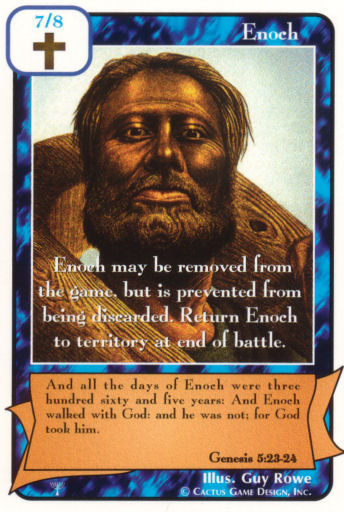 7/8
Enoch
Enoch may be removed from
the game, but is prevented from
being discarded. Return Enoch
to territory at end of battle.
And all the days of Enoch were three
hundred sixty and five years: And Enoch
walked with God: and he was not; for God
took him.
Genesis 5:23-24
Illus. Guy Rowe
© Cactus Game Design, Inc.